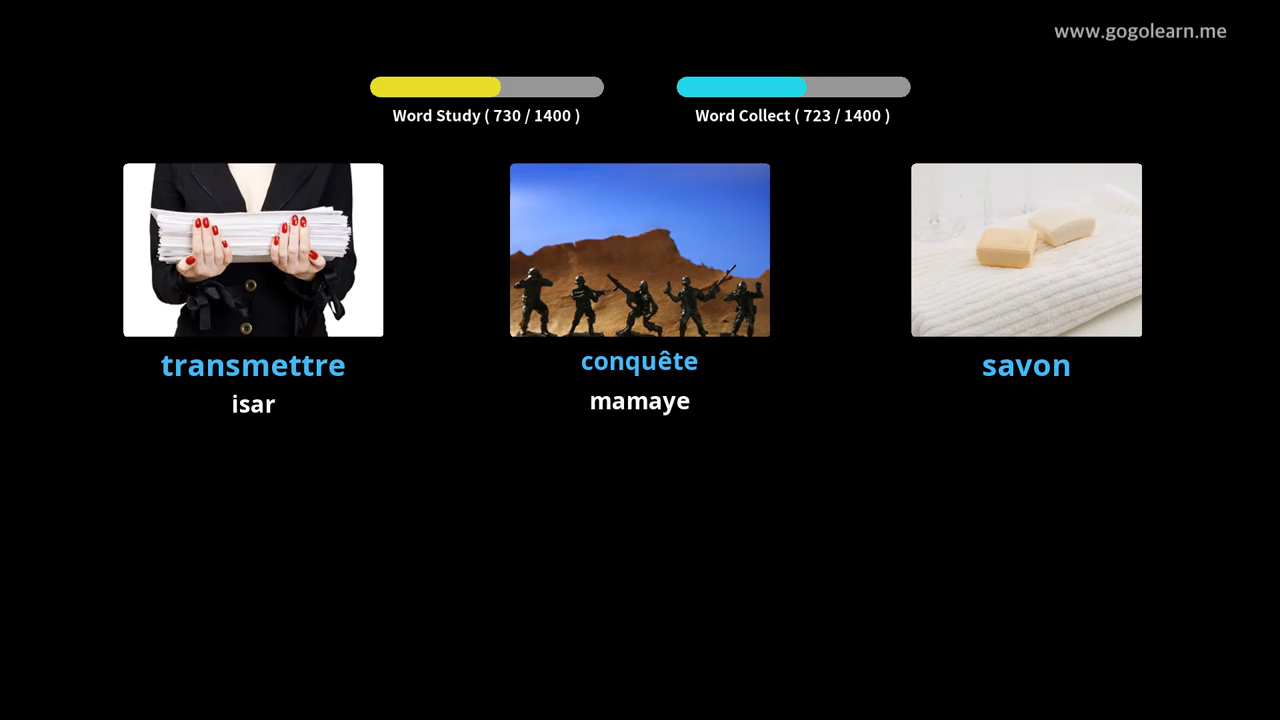 www.gogolearn.me
Word Study ( 730 / 1400 )
Word Collect ( 723 / 1400 )
transmettre
isar
conquête
mamaye
savon